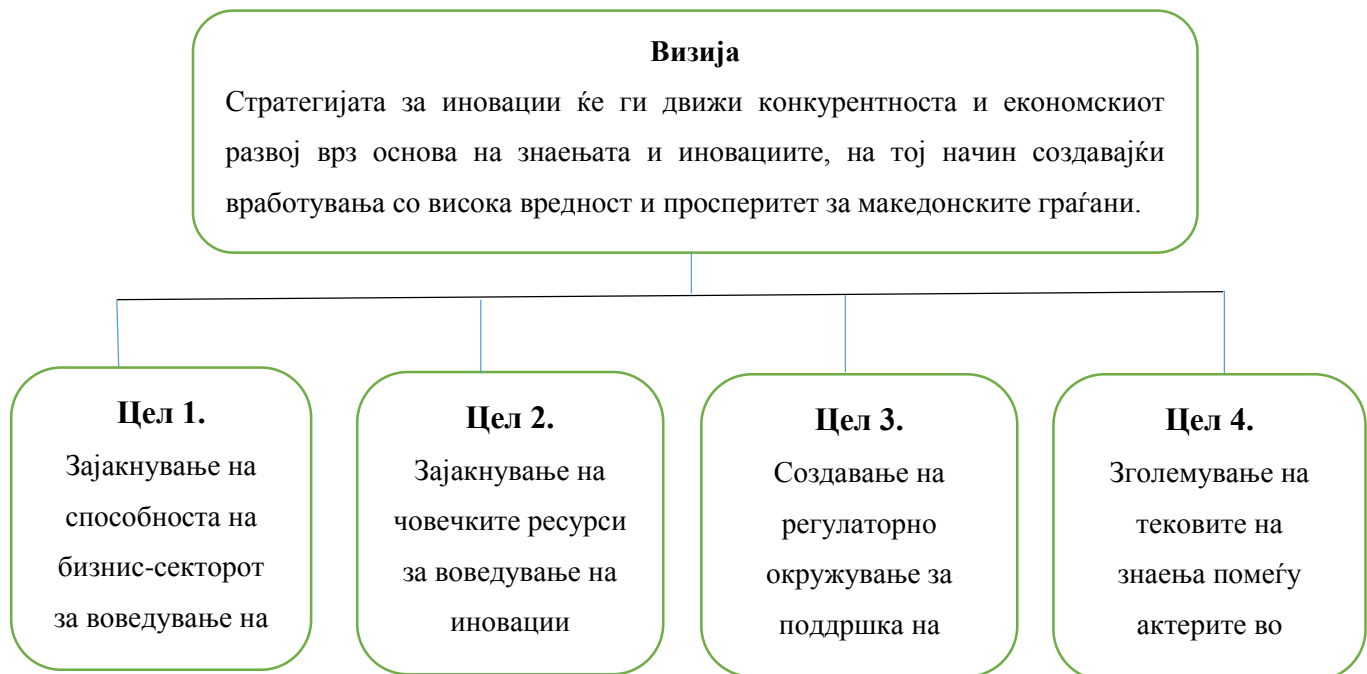 Визија
Стратегијата за иновации ќе ги движи конкурентноста и економскиот
развој врз основа на знаењата и иновациите, на тој начин создавајќи
вработувања со висока вредност и просперитет за македонските граѓани.
Цел 1.
Зајакнување на
способноста на
бизнис-секторот
за воведување на
Цел 2.
Зајакнување на
човечките ресурси
за воведување на
иновации
Цел 3.
Создавање на
регулаторно
окружување за
поддршка на
Цел 4.
Зголемување на
тековите на
знаења помеѓу
актерите во